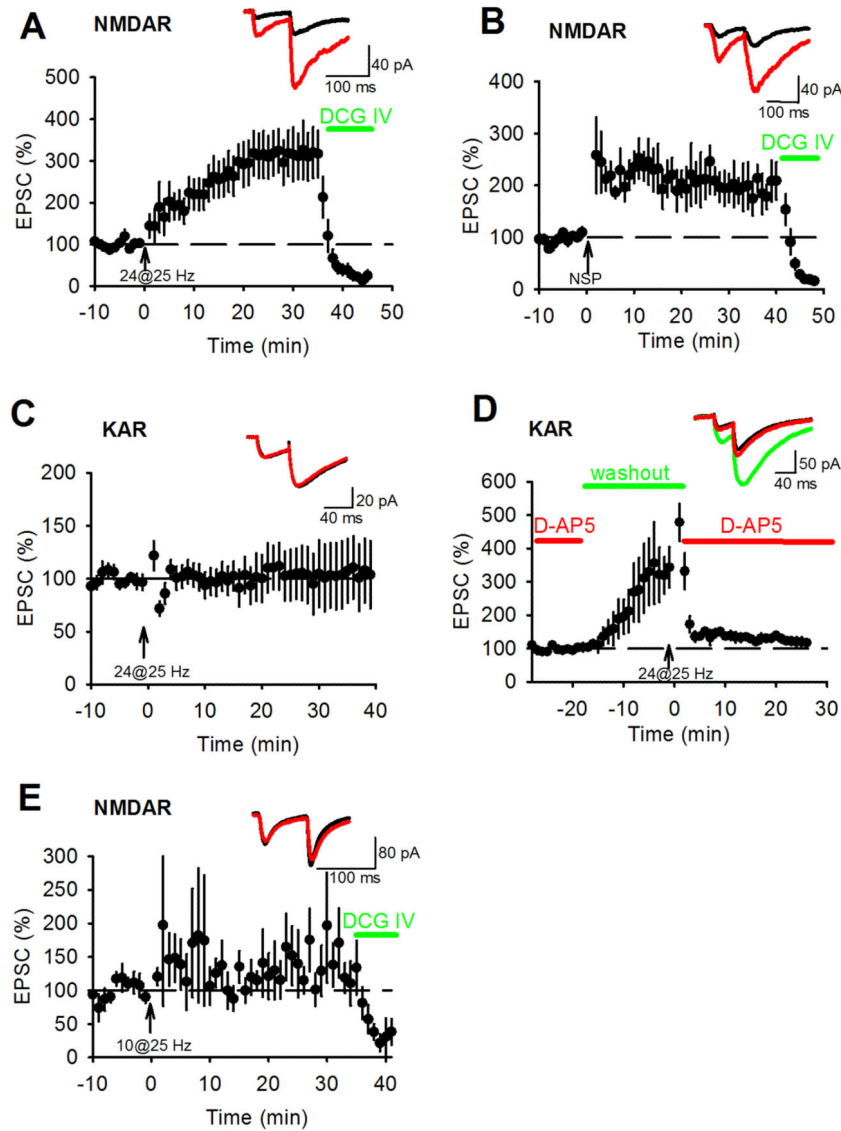 A
NMDAR
40 pA
100 ms
DCG IV
EPSC (%)
500
400
300
200
100
0
24@25 Hz
-10 0 10 20 30 40 50
Time (min)
B
NMDAR
40 pA
100 ms
DCG IV
EPSC (%)
400
300
200
100
0
NSP
-10 0 10 20 30 40 50
Time (min)
C
KAR
20 pA
40 ms
EPSC (%)
200
150
100
50
0
24@25 Hz
-10 0 10 20 30 40
Time (min)
D
KAR
50 pA
40 ms
washout
D-AP5
D-AP5
EPSC (%)
600
500
400
300
200
100
0
24@25 Hz
-20 -10 0 10 20 30
Time (min)
E
NMDAR
80 pA
100 ms
DCG IV
EPSC (%)
300
250
200
150
100
50
0
10@25 Hz
-10 0 10 20 30 40
Time (min)